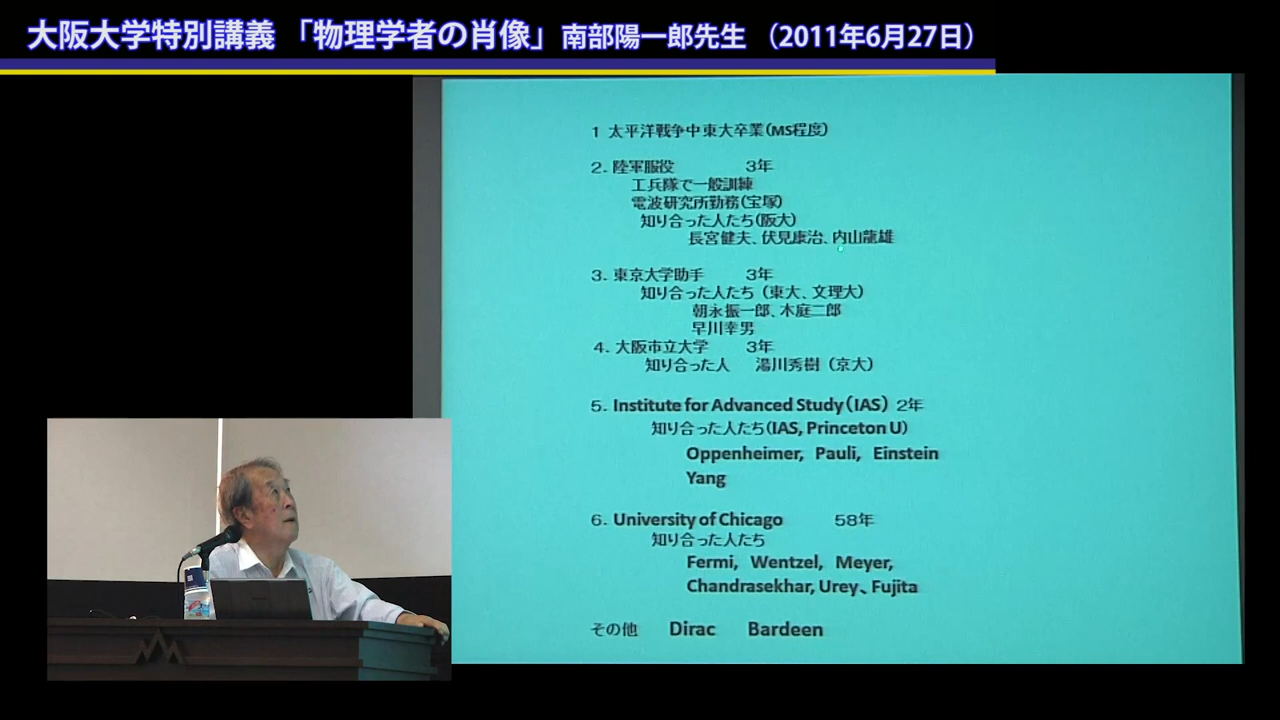 大阪大学特別講義 「物理学者の肖像」 南部陽一郎先生 （2011年6月27日）
1 太平洋戦争中東大卒業(MS程度)
2. 陸軍服役 3年
工兵隊で一般訓練
電波研究所勤務(宝塚)
知り合った人たち(阪大)
長宮健夫、伏見康治、内山龍雄
3. 東京大学助手 3年
知り合った人たち (東大、文理大)
朝永振一郎、木庭二郎
早川幸男
4. 大阪市立大学 3年
知り合った人 湯川秀樹 (京大)
5. Institute for Advanced Study(IAS) 2年
知り合った人たち(IAS, Princeton U)
Oppenheimer, Pauli, Einstein
Yang
6. University of Chicago 58年
知り合った人たち
Fermi, Wentzel, Meyer,
Chandrasekhar, Urey、Fujita
その他 Dirac Bardeen